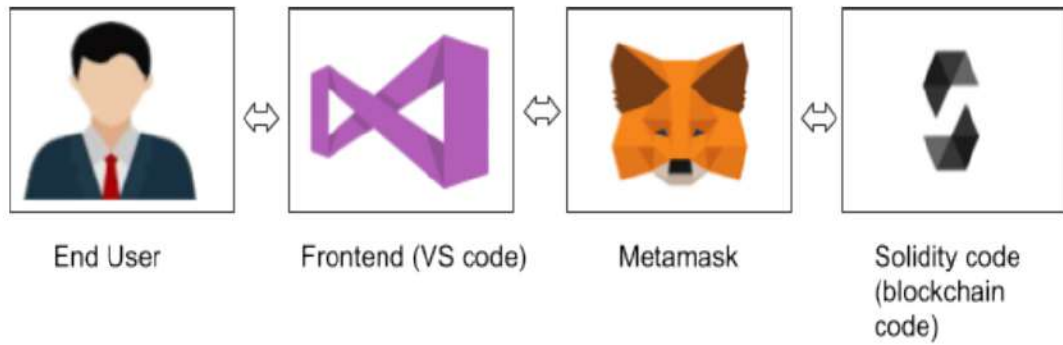 End User
Frontend (VS code)
Metamask
Solidity code
(blockchain
code)